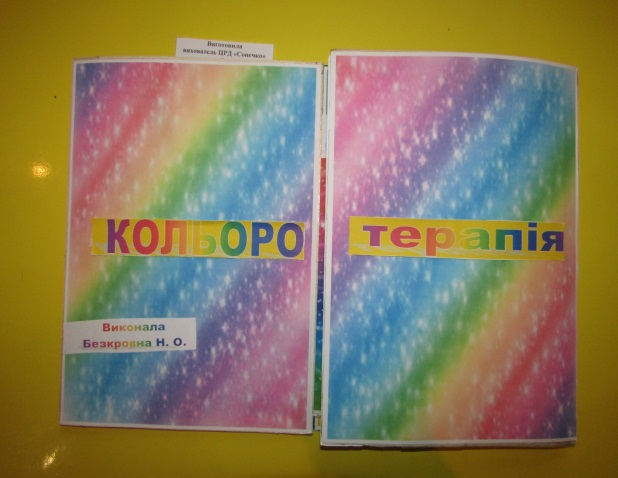 Виготовила
вихователь ЦРД «Сонечко»
КОЛЬОРО терапія
Виконала
Безкровна Н. О.